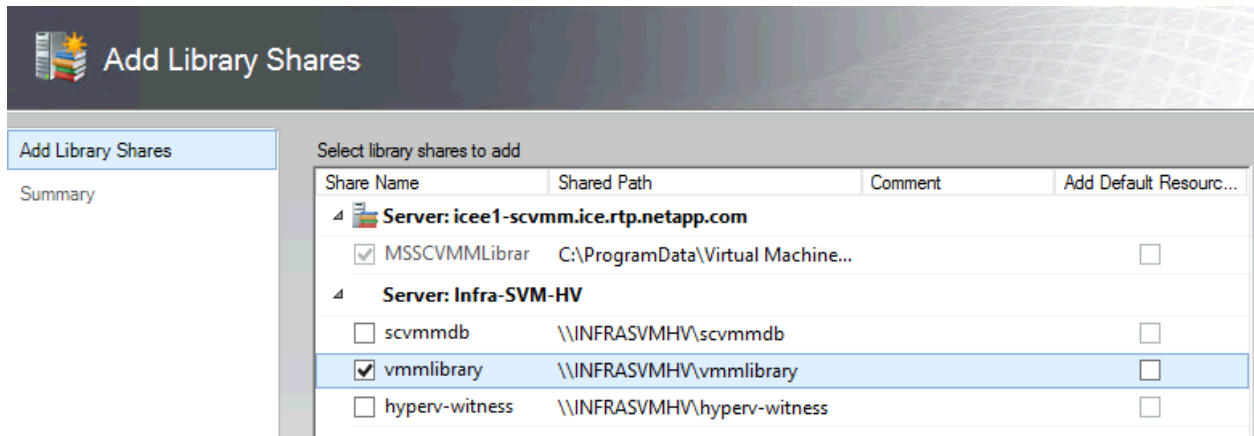 Add Library Shares
Add Library Shares
Summary
Select library shares to add
Share Name Shared Path Comment Add Default Resourc...
Server: icee1-scvmm.ice.rtp.netapp.com
MSSCVMMLibrar C:\ProgramData\Virtual Machine...
Server: Infra-SVM-HV
scvmmdb \\INFRASVMHV\scvmmdb
vmmlibrary \\INFRASVMHV\vmmlibrary
hyperv-witness \\INFRASVMHV\hyperv-witness